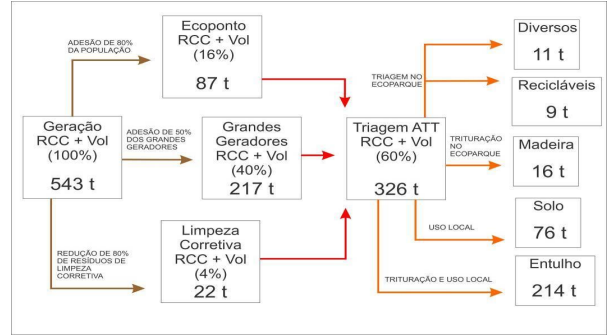 ADESÃO DE 80%
DA POPULAÇÃO
Ecoponto
RCC + Vol
(16%)
87 t
Geração
RCC + Vol
(100%)
543 t
ADESÃO DE 50%
DOS GRANDES
GERADORES
Grandes
Geradores
RCC + Vol
(40%)
217 t
REDUÇÃO DE 80%
DE RESÍDUOS DE
LIMPEZA
CORRETIVA
Limpeza
Corretiva
RCC + Vol
(4%)
22 t
Triagem ATT
RCC + Vol
(60%)
326 t
TRIAGEM NO
ECOPARQUE
Diversos
11 t
Recicláveis
9 t
TRITURAÇÃO
NO
ECOPARQUE
Madeira
16 t
USO LOCAL
Solo
76 t
TRITURAÇÃO E USO LOCAL
Entulho
214 t